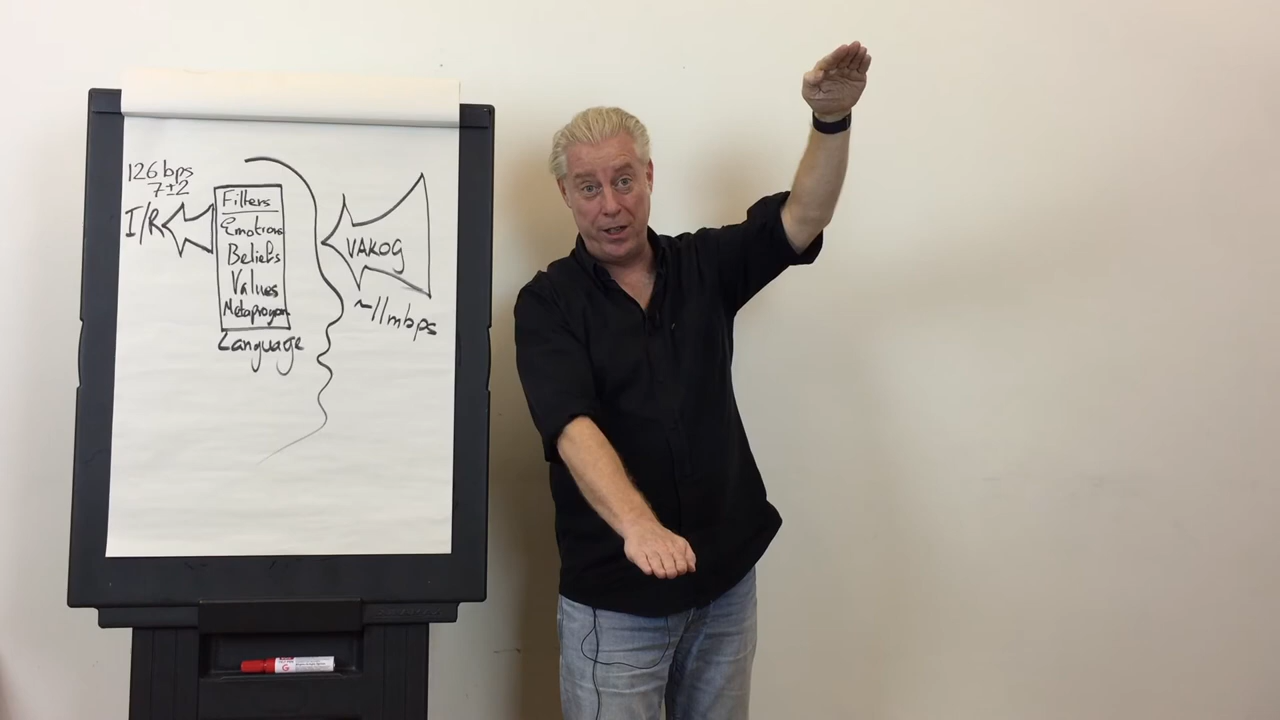 126 bps
7±2
I/R
Filters
Emotions
Beliefs
Values
Metaprogram
Language
VAKOG
~11mbps
G